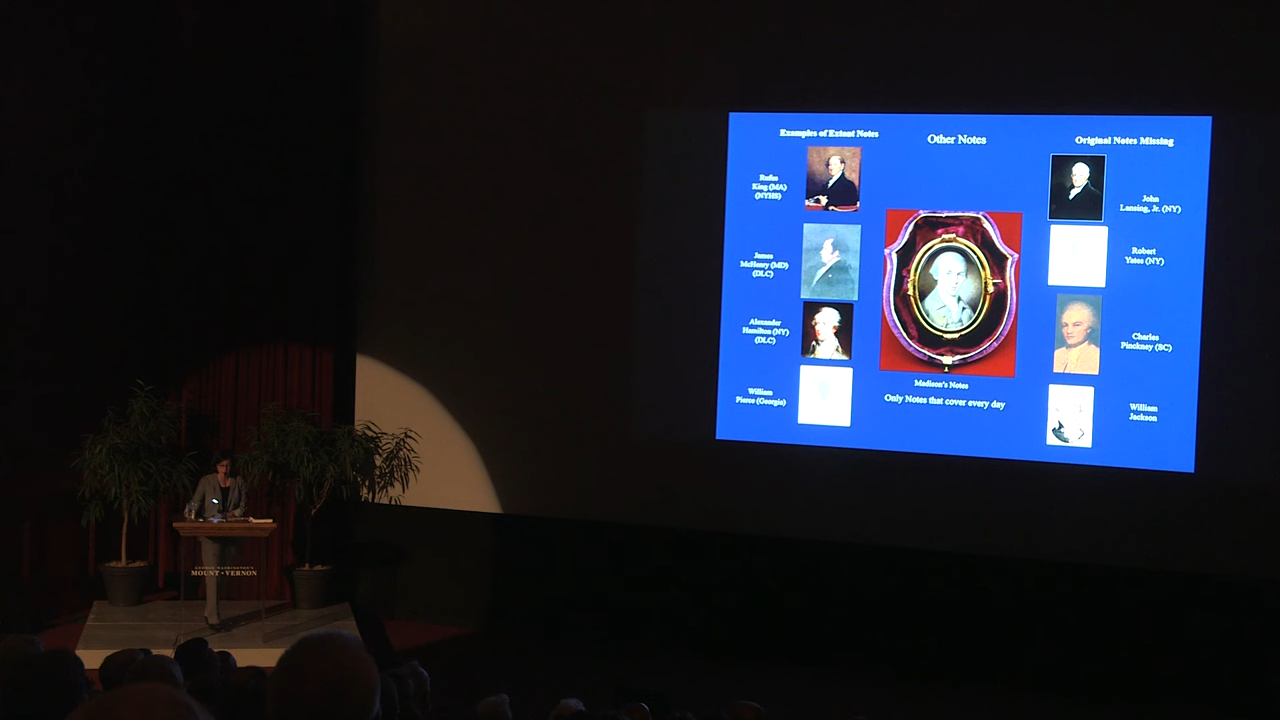 Other Notes
Examples of Extant Notes
Rufus
King (MA)
(NYHS)
James
McHenry (MD)
(DLC)
Alexander
Hamilton (NY)
(DLC)
William
Pierce (Georgia)
Madison's Notes
Only Notes that cover every day
Original Notes Missing
John
Lansing, Jr. (NY)
Robert
Yates (NY)
Charles
Pinckney (SC)
William
Jackson
GEORGE WASHINGTON'S
MOUNT • VERNON